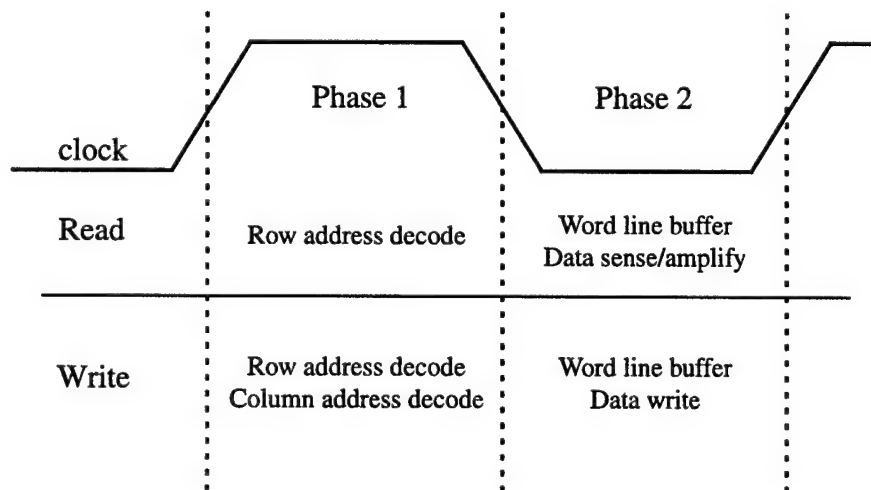 Phase 1
Phase 2
clock
Read
Row address decode
Word line buffer
Data sense/amplify
Write
Row address decode
Column address decode
Word line buffer
Data write